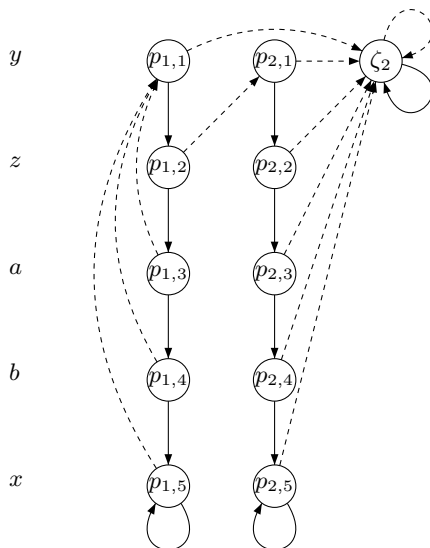 y p₁,₁ p₂,₁ ζ₂
z p₁,₂ p₂,₂
a p₁,₃ p₂,₃
b p₁,₄ p₂,₄
x p₁,₅ p₂,₅